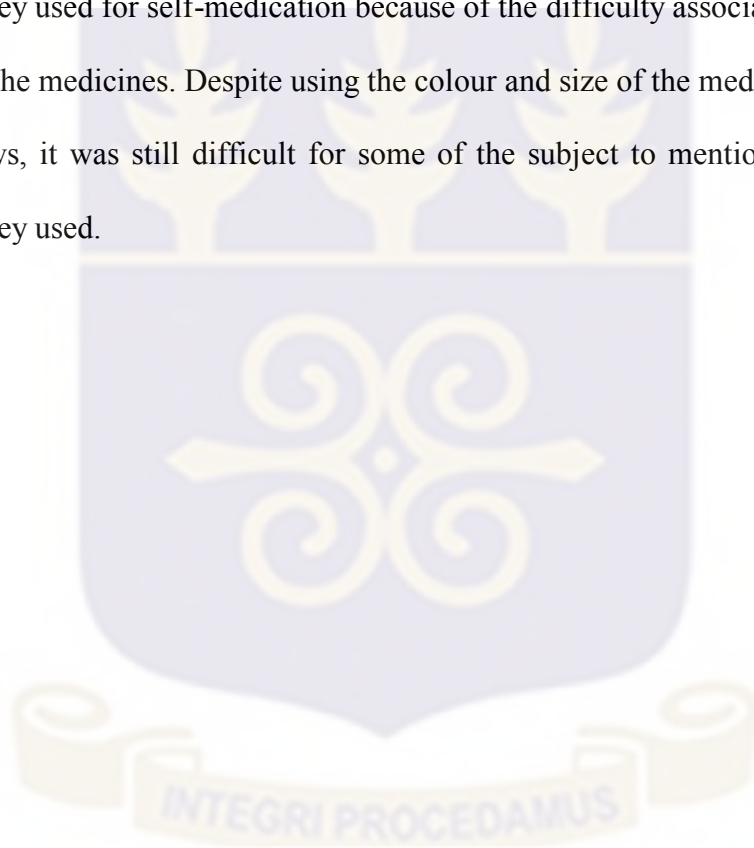 ey used for self-medication because of the difficulty associa
he medicines. Despite using the colour and size of the med
ys, it was still difficult for some of the subject to mentio
ey used.
INTEGRI PROCEDAMUS